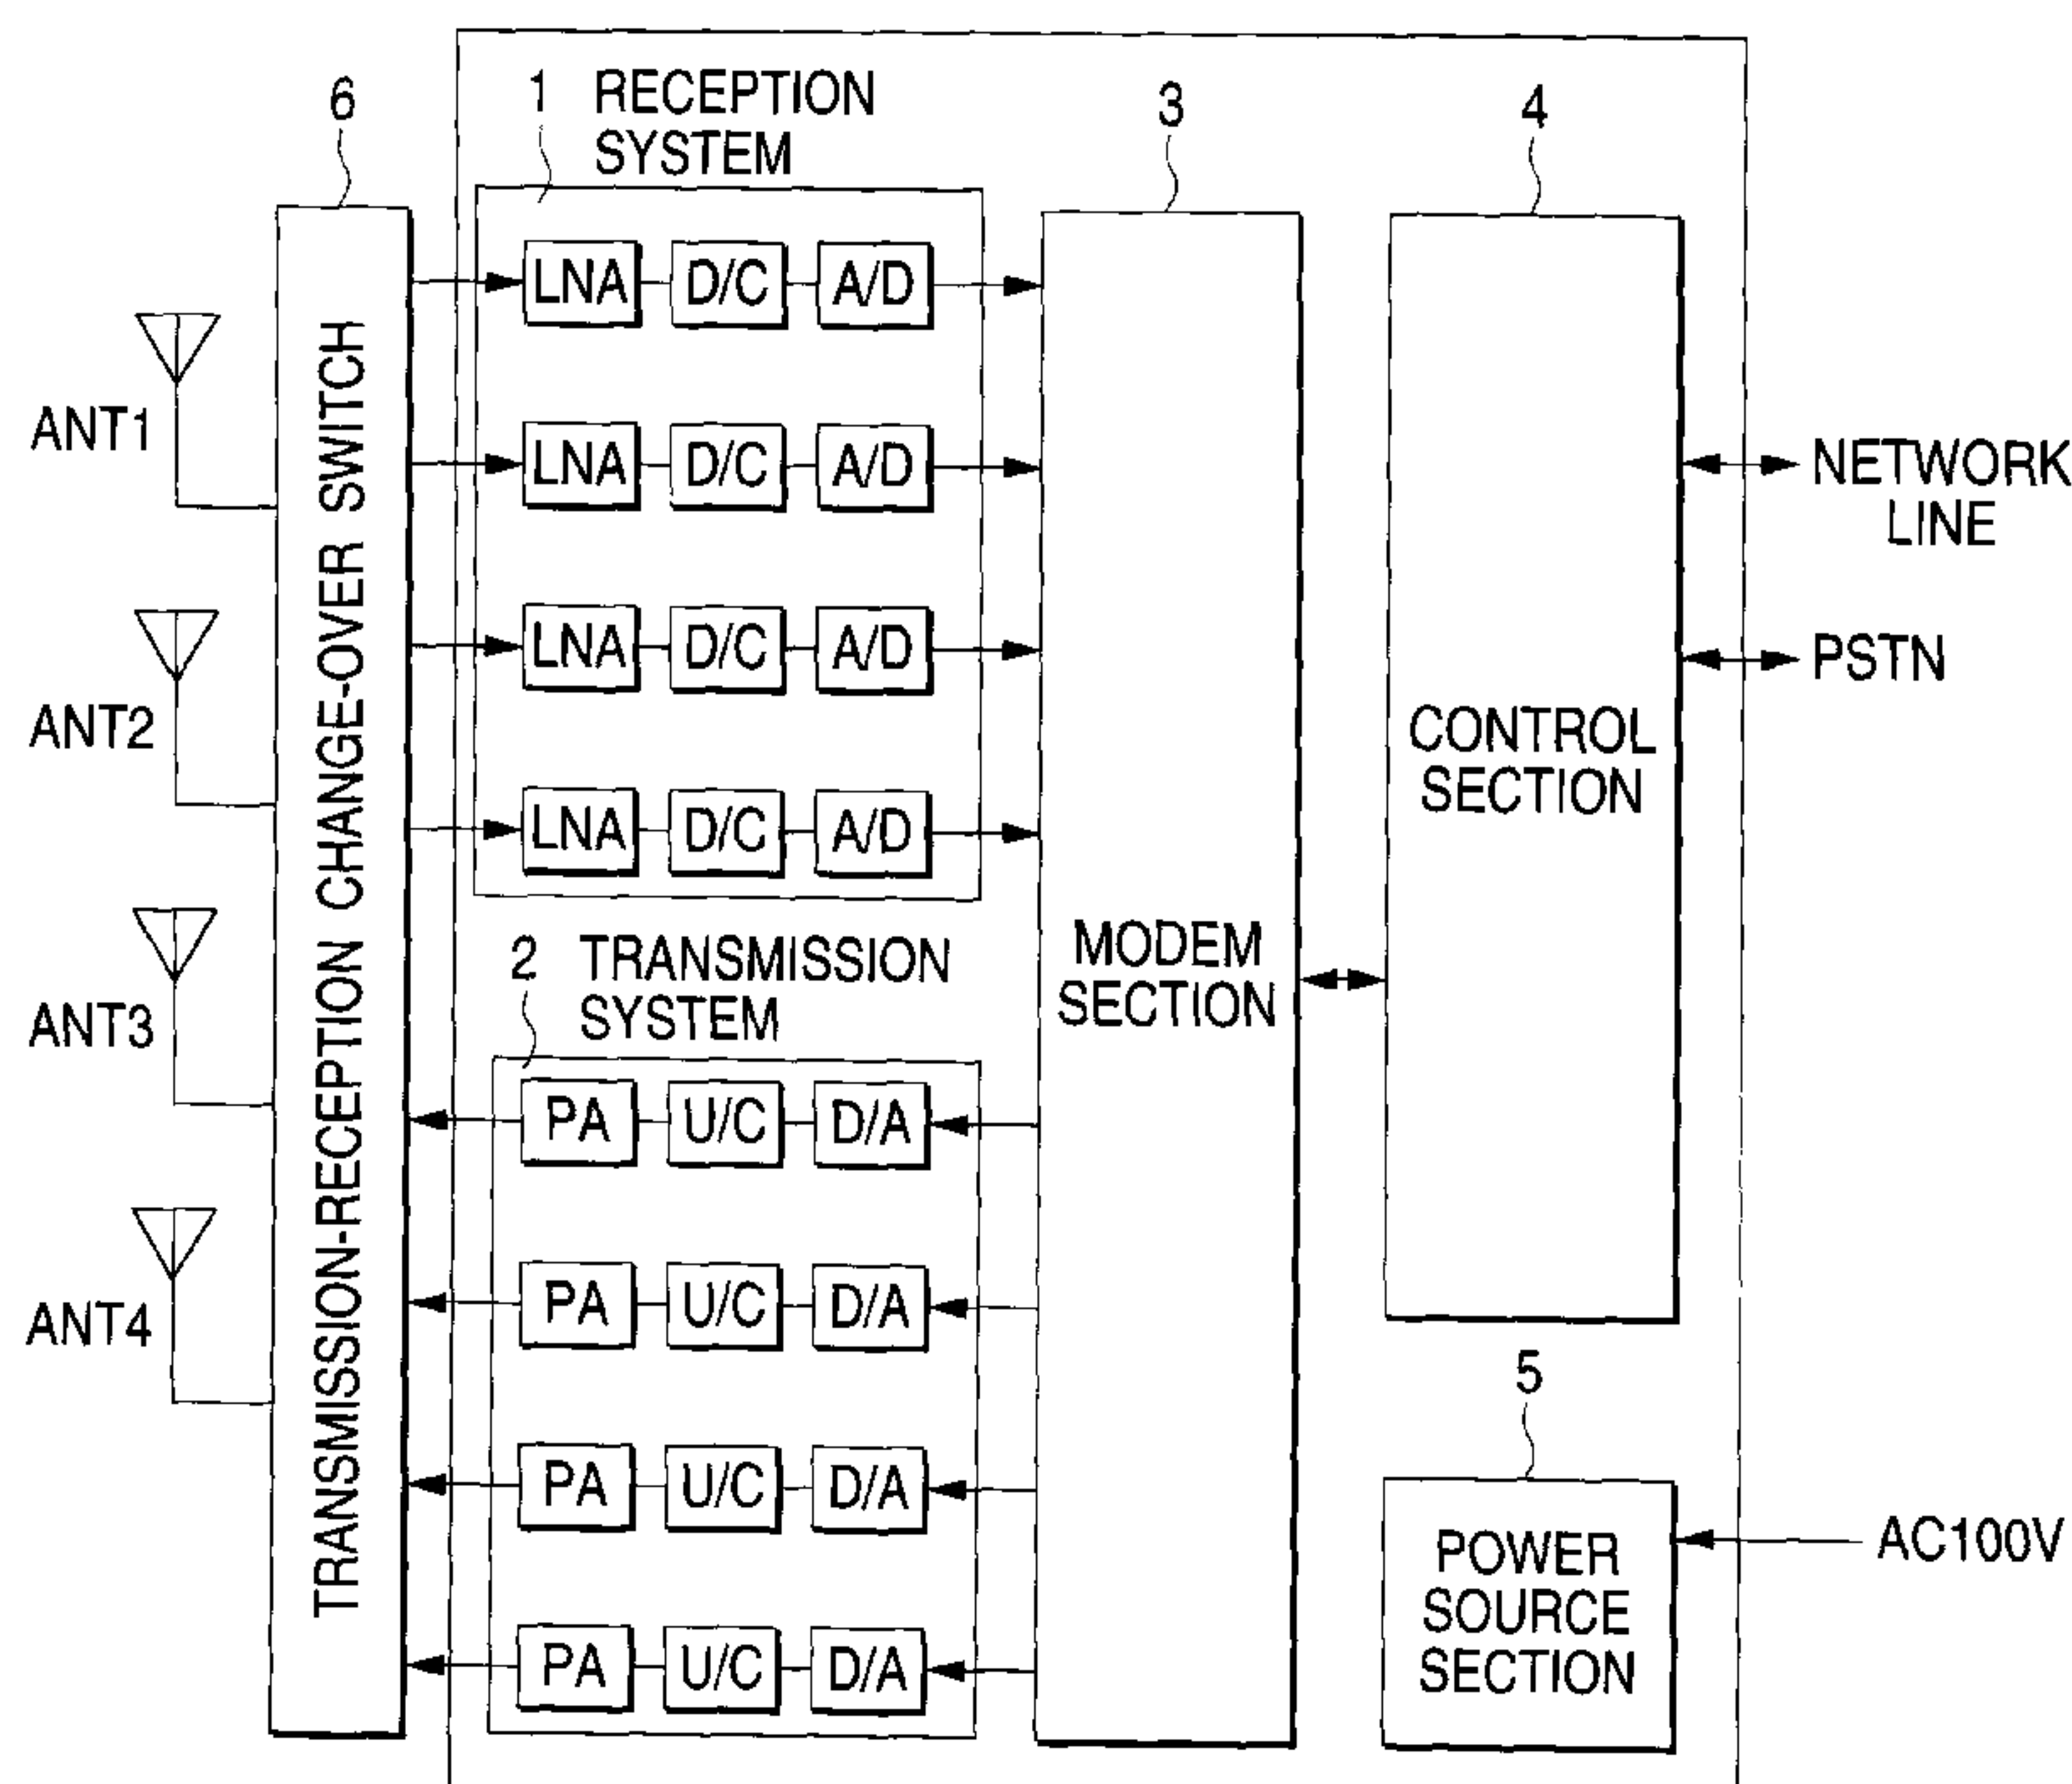 6
1 RECEPTION
SYSTEM
3
4
LNA D/C A/D
LNA D/C A/D
LNA D/C A/D
LNA D/C A/D
ANT1
ANT2
ANT3
ANT4
TRANSMISSION-RECEPTION CHANGE-OVER SWITCH
NETWORK
LINE
PSTN
CONTROL
SECTION
MODEM
SECTION
2 TRANSMISSION
SYSTEM
PA U/C D/A
PA U/C D/A
PA U/C D/A
PA U/C D/A
5
POWER
SOURCE
SECTION
AC100V